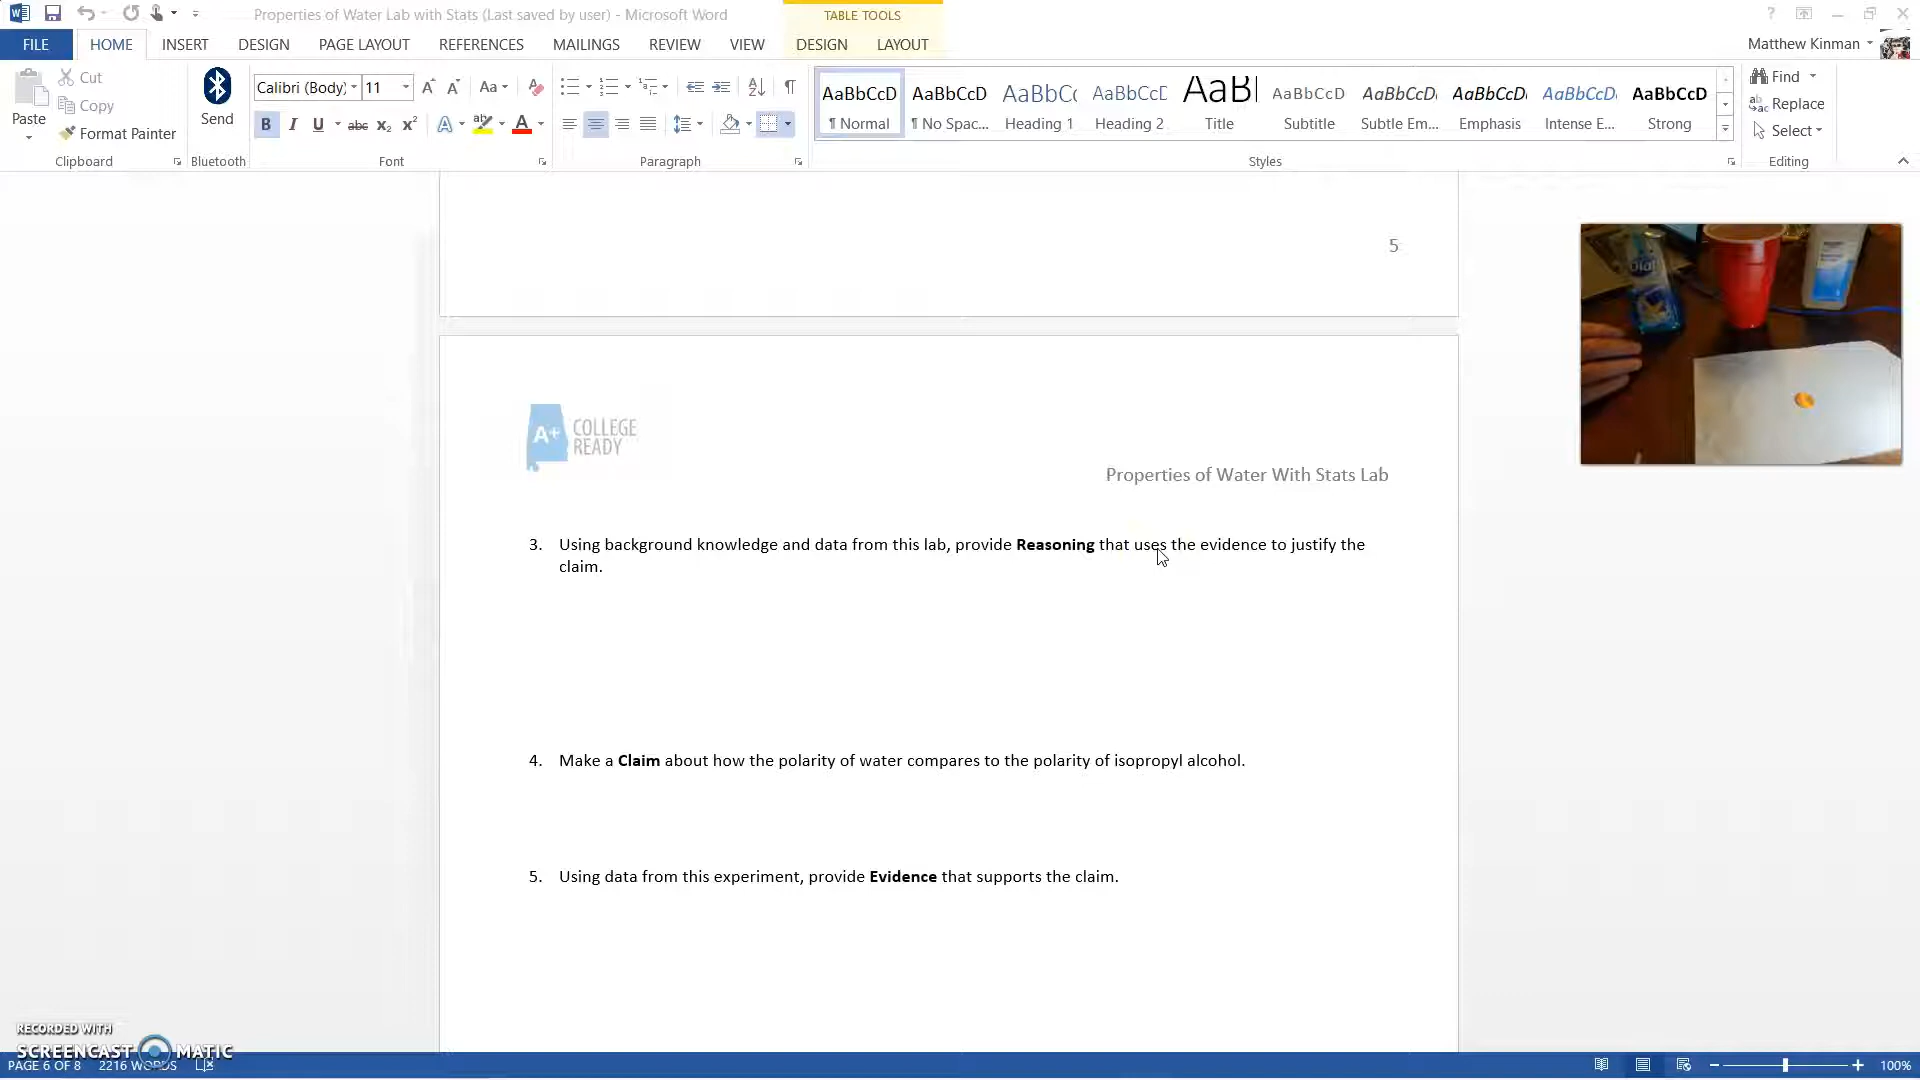 Properties of Water Lab with Stats (Last saved by user) - Microsoft Word
TABLE TOOLS
?
FILE HOME INSERT DESIGN PAGE LAYOUT REFERENCES MAILINGS REVIEW VIEW DESIGN LAYOUT
Matthew Kinman
Cut
Copy
Format Painter
Paste
Clipboard
Send
Bluetooth
Calibri (Body) 11
B I U abc X₂ X²
Font
Paragraph
AaBbCcD AaBbCcD AaBbC AaBbCcD AaB AaBbCcD AaBbCcD AaBbCcD AaBbCcD AaBbCcD
¶ Normal ¶ No Spac... Heading 1 Heading 2 Title Subtitle Subtle Em... Emphasis Intense E... Strong
Styles
Find
Replace
Select
Editing
5
Dial
A+ COLLEGE
READY
Properties of Water With Stats Lab
3. Using background knowledge and data from this lab, provide Reasoning that uses the evidence to justify the
claim.
4. Make a Claim about how the polarity of water compares to the polarity of isopropyl alcohol.
5. Using data from this experiment, provide Evidence that supports the claim.
RECORDED WITH
SCREENCAST MATIC
PAGE 6 OF 8 2216 WORDS
100%